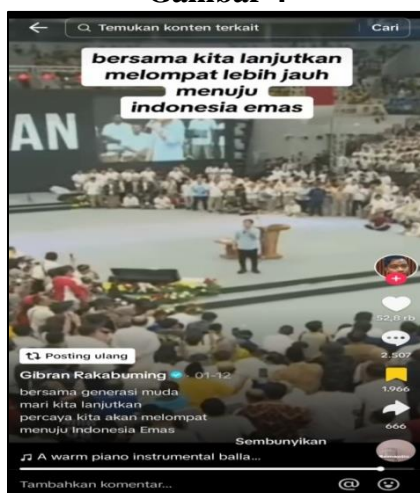 Temukan konten terkait
Cari
bersama kita lanjutkan
melompat lebih jauh
menuju
indonesia emas
AN
52,8 rb
2.507
1.966
666
Posting ulang
Gibran Rakabuming · 01-12
bersama generasi muda
mari kita lanjutkan
percaya kita akan melompat
menuju Indonesia Emas
Sembunyikan
A warm piano instrumental balla...
Tambahkan komentar...
@